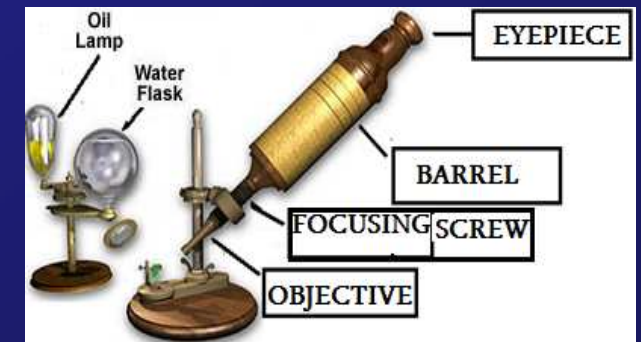 Oil
Lamp
Water
Flask
EYEPIECE
BARREL
FOCUSING SCREW
OBJECTIVE